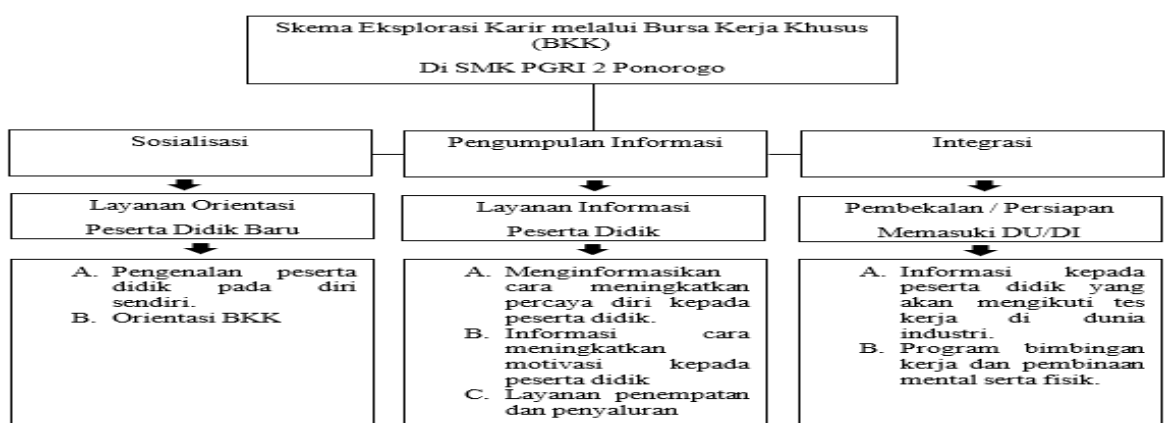 Skema Eksplorasi Karir melalui Bursa Kerja Khusus
(BKK)
Di SMK PGRI 2 Ponorogo
Sosialisasi
Pengumpulan Informasi
Integrasi
Layanan Orientasi
Peserta Didik Baru
Layanan Informasi
Peserta Didik
Pembekalan / Persiapan
Memasuki DU/DI
A. Pengenalan peserta
didik pada diri
sendiri.
B. Orientasi BKK
A. Menginformasikan
cara meningkatkan
percaya diri kepada
peserta didik.
B. Informasi cara
meningkatkan
motivasi kepada
peserta didik
C. Layanan penempatan
dan penyaluran
A. Informasi kepada
peserta didik yang
akan mengikuti tes
kerja di dunia
industri.
B. Program bimbingan
kerja dan pembinaan
mental serta fisik.